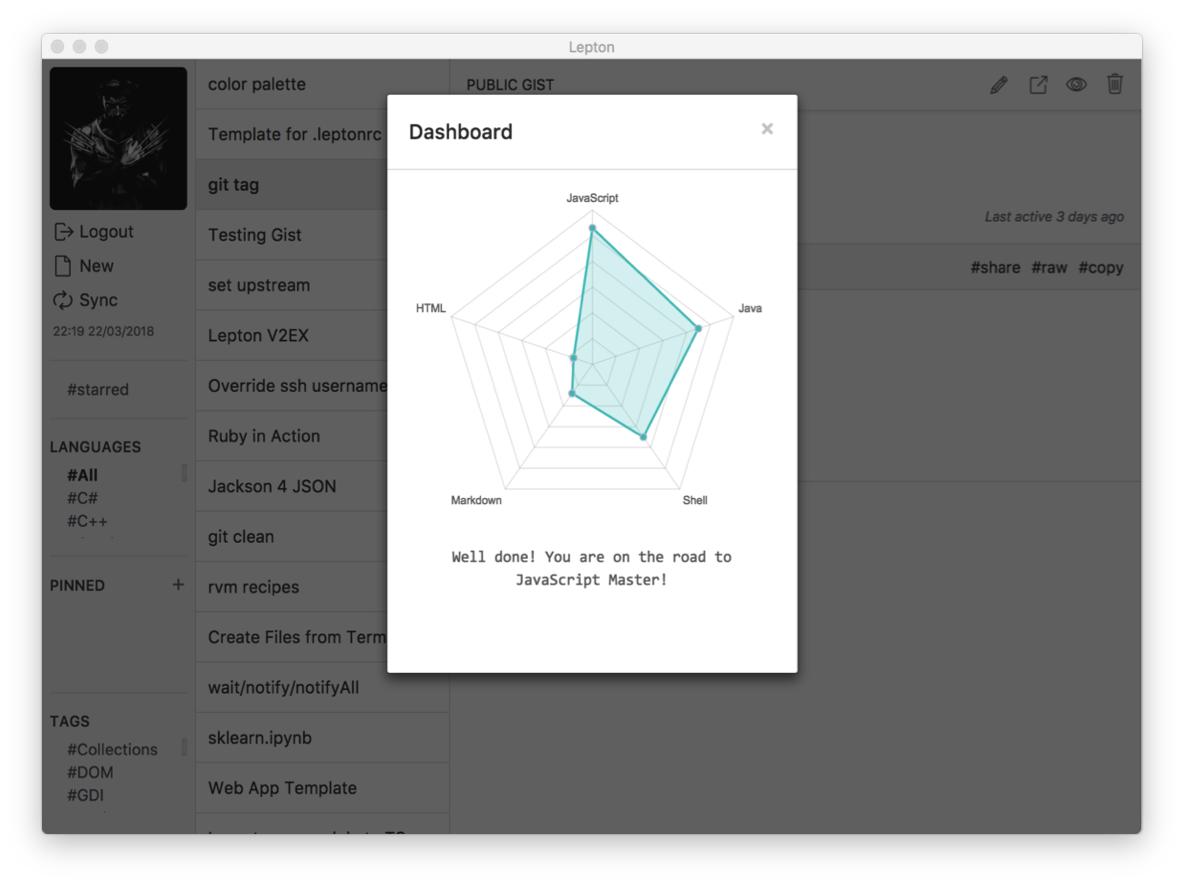 Lepton
Logout
New
Sync
22:19 22/03/2018
#starred
LANGUAGES
#All
#C#
#C++
PINNED +
TAGS
#Collections
#DOM
#GDI
color palette
Template for .leptonrc
git tag
Testing Gist
set upstream
Lepton V2EX
Override ssh username
Ruby in Action
Jackson 4 JSON
git clean
rvm recipes
Create Files from Term
wait/notify/notifyAll
sklearn.ipynb
Web App Template
PUBLIC GIST
Last active 3 days ago
#share #raw #copy
Dashboard ×
JavaScript
HTML
Java
Markdown
Shell
Well done! You are on the road to
JavaScript Master!